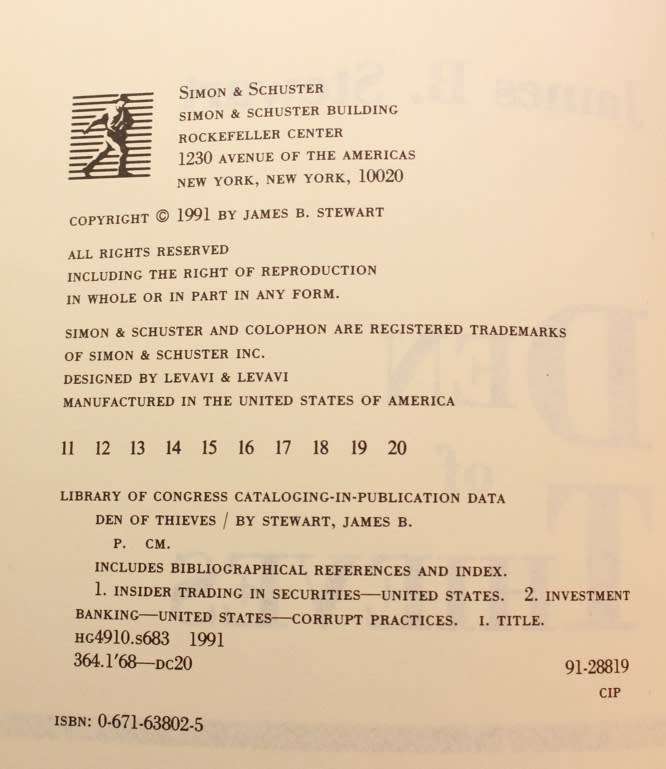 SIMON & SCHUSTER
SIMON & SCHUSTER BUILDING
ROCKEFELLER CENTER
1230 AVENUE OF THE AMERICAS
NEW YORK, NEW YORK, 10020
COPYRIGHT © 1991 BY JAMES B. STEWART
ALL RIGHTS RESERVED
INCLUDING THE RIGHT OF REPRODUCTION
IN WHOLE OR IN PART IN ANY FORM.
SIMON & SCHUSTER AND COLOPHON ARE REGISTERED TRADEMARKS
OF SIMON & SCHUSTER INC.
DESIGNED BY LEVAVI & LEVAVI
MANUFACTURED IN THE UNITED STATES OF AMERICA
11 12 13 14 15 16 17 18 19 20
LIBRARY OF CONGRESS CATALOGING-IN-PUBLICATION DATA
DEN OF THIEVES / BY STEWART, JAMES B.
P. CM.
INCLUDES BIBLIOGRAPHICAL REFERENCES AND INDEX.
1. INSIDER TRADING IN SECURITIES—UNITED STATES. 2. INVESTMENT
BANKING—UNITED STATES—CORRUPT PRACTICES. I. TITLE.
HG4910.S683 1991
364.1'68—DC20 91-28819
CIP
ISBN: 0-671-63802-5